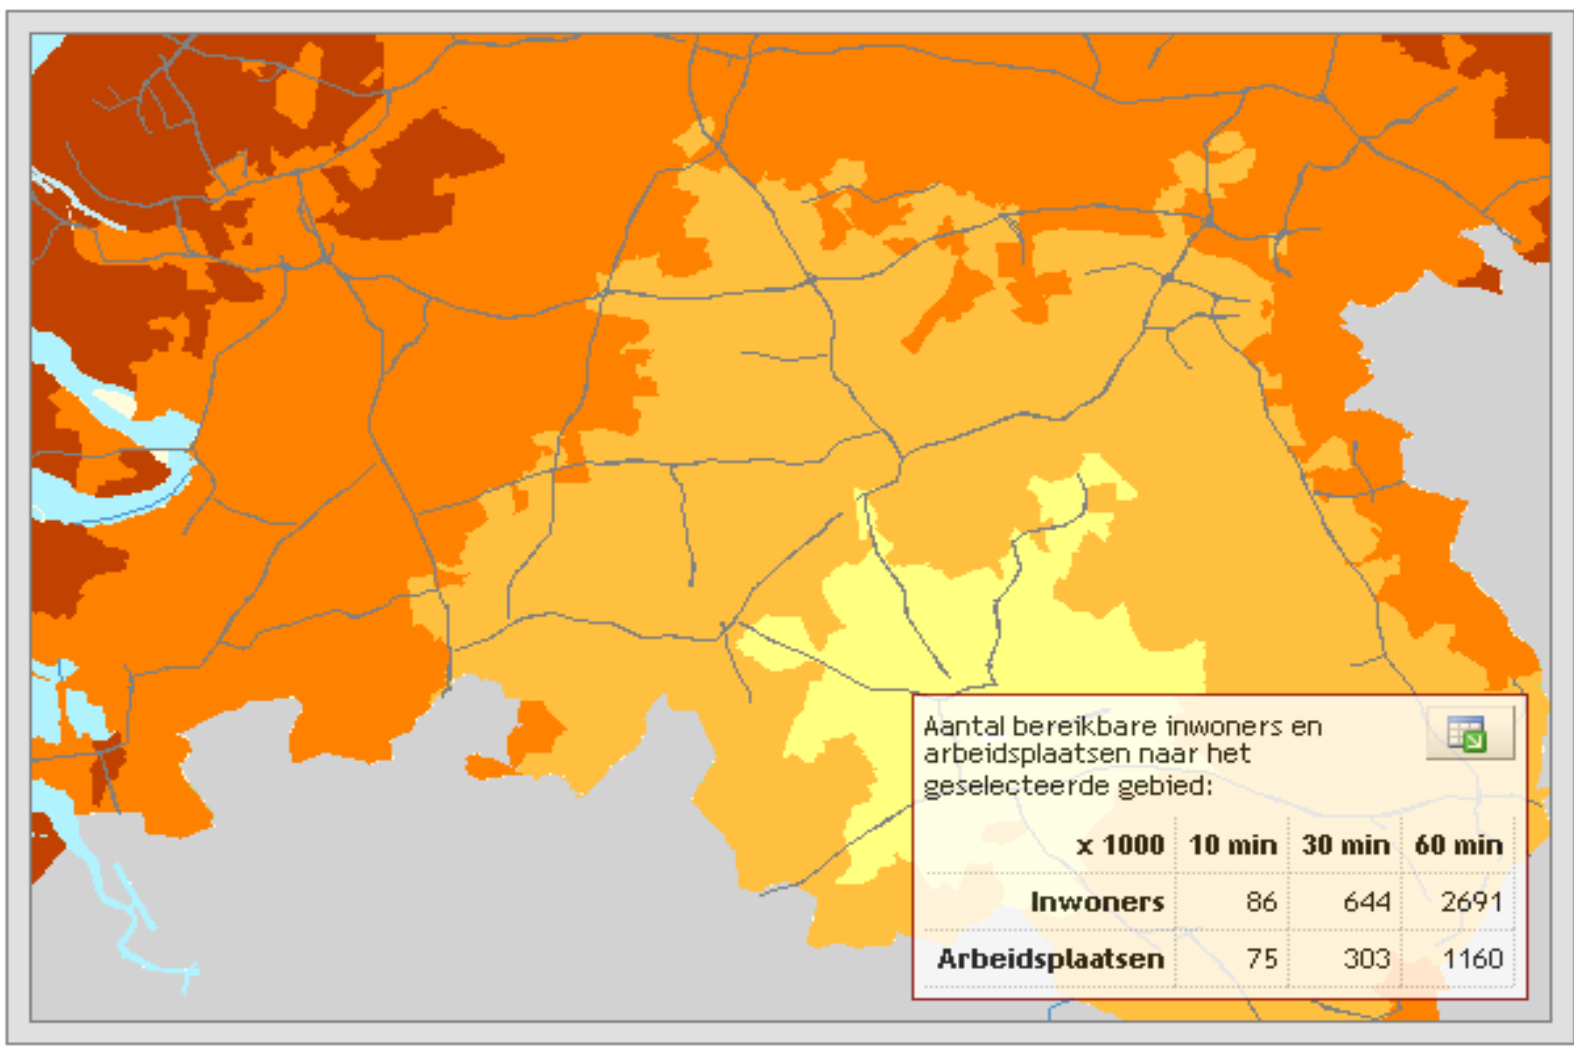 Aantal bereikbare inwoners en
arbeidsplaatsen naar het
geselecteerde gebied:
x 1000 10 min 30 min 60 min
Inwoners 86 644 2691
Arbeidsplaatsen 75 303 1160